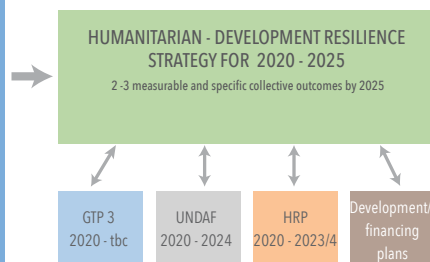 HUMANITARIAN - DEVELOPMENT RESILIENCE
STRATEGY FOR 2020 - 2025
2 -3 measurable and specific collective outcomes by 2025
GTP 3
2020 - tbc
UNDAF
2020 - 2024
HRP
2020 - 2023/4
Development/
financing
plans